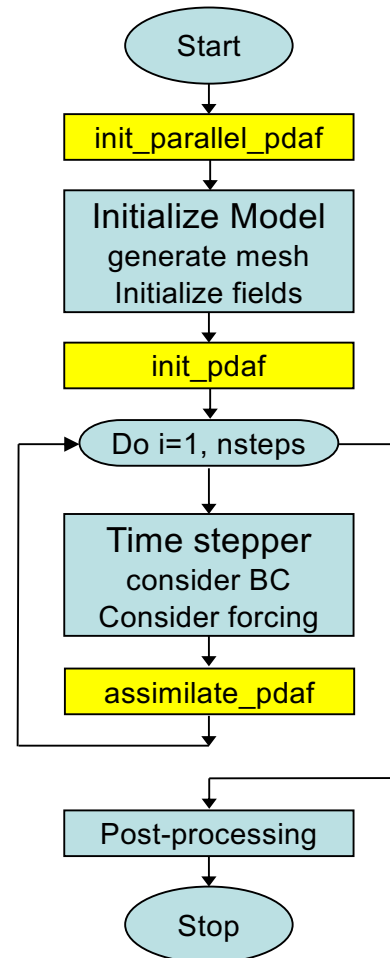 Start
init_parallel_pdaf
Initialize Model
generate mesh
Initialize fields
init_pdaf
Do i=1, nsteps
Time stepper
consider BC
Consider forcing
assimilate_pdaf
Post-processing
Stop